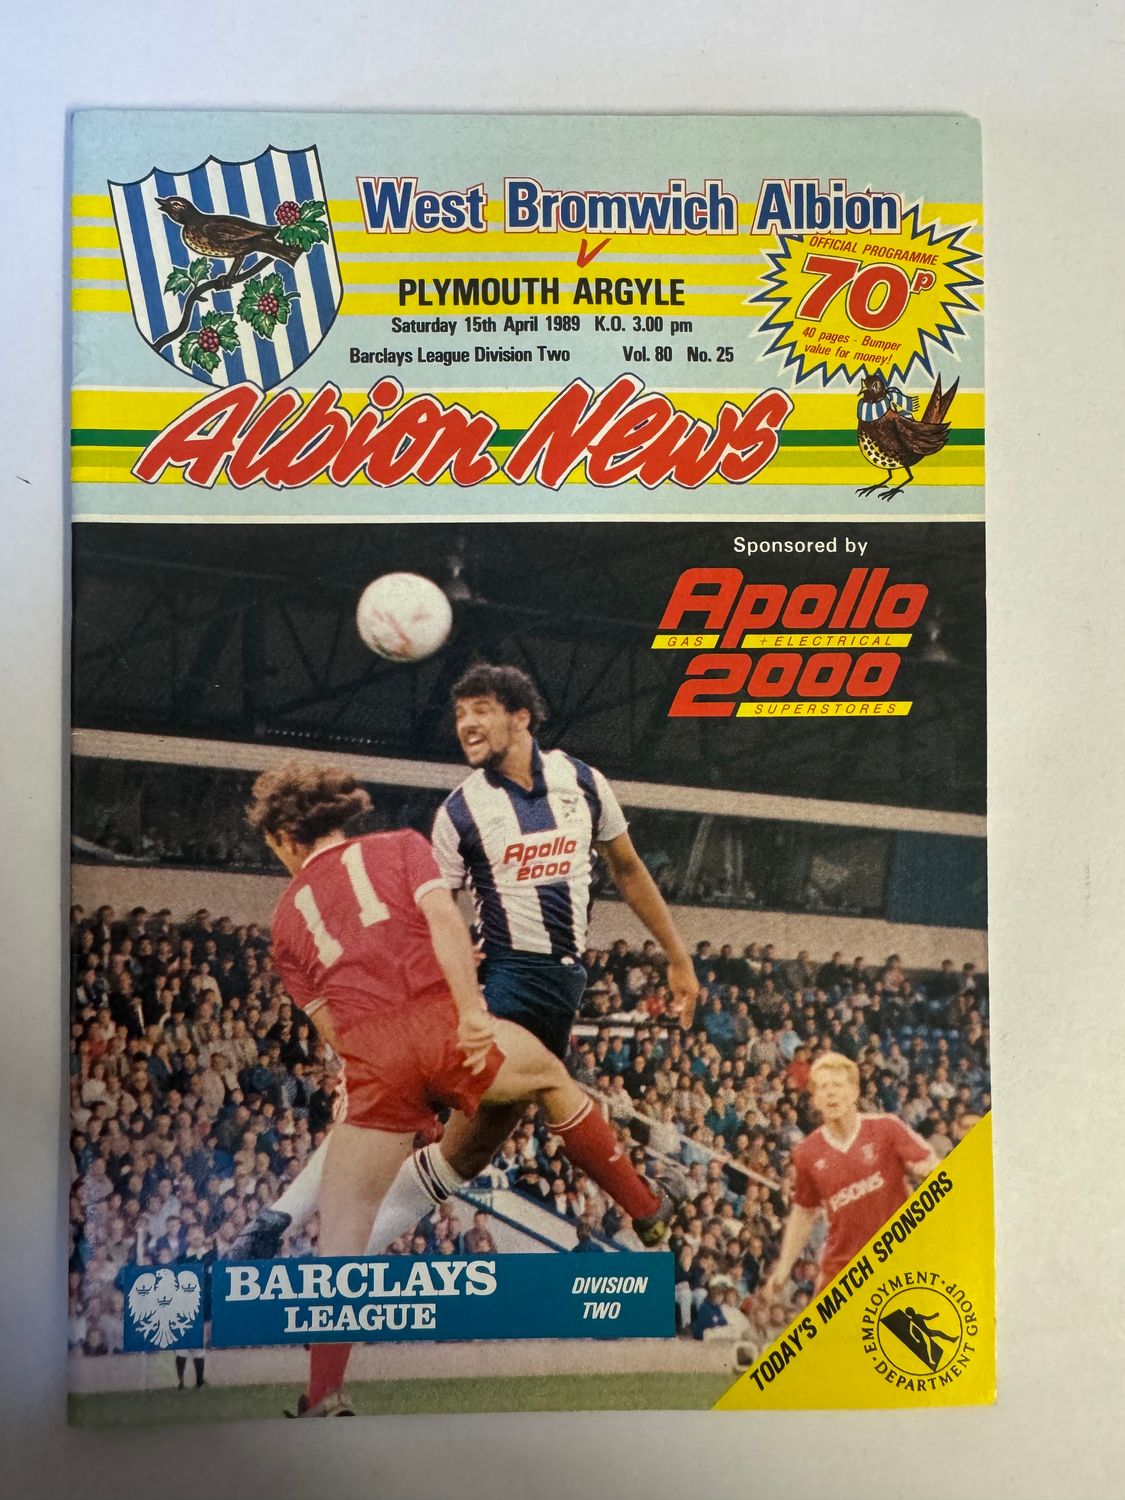 West Bromwich Albion
v
PLYMOUTH ARGYLE
Saturday 15th April 1989 K.O. 3.00 pm
Barclays League Division Two Vol. 80 No. 25
OFFICIAL PROGRAMME
70p
40 pages - Bumper
value for money!
Albion News
Sponsored by
Apollo
GAS + ELECTRICAL
2000
SUPERSTORES
11
Apollo
2000
BARCLAYS
LEAGUE
DIVISION
TWO
TODAY'S MATCH SPONSORS
EMPLOYMENT
DEPARTMENT GROUP